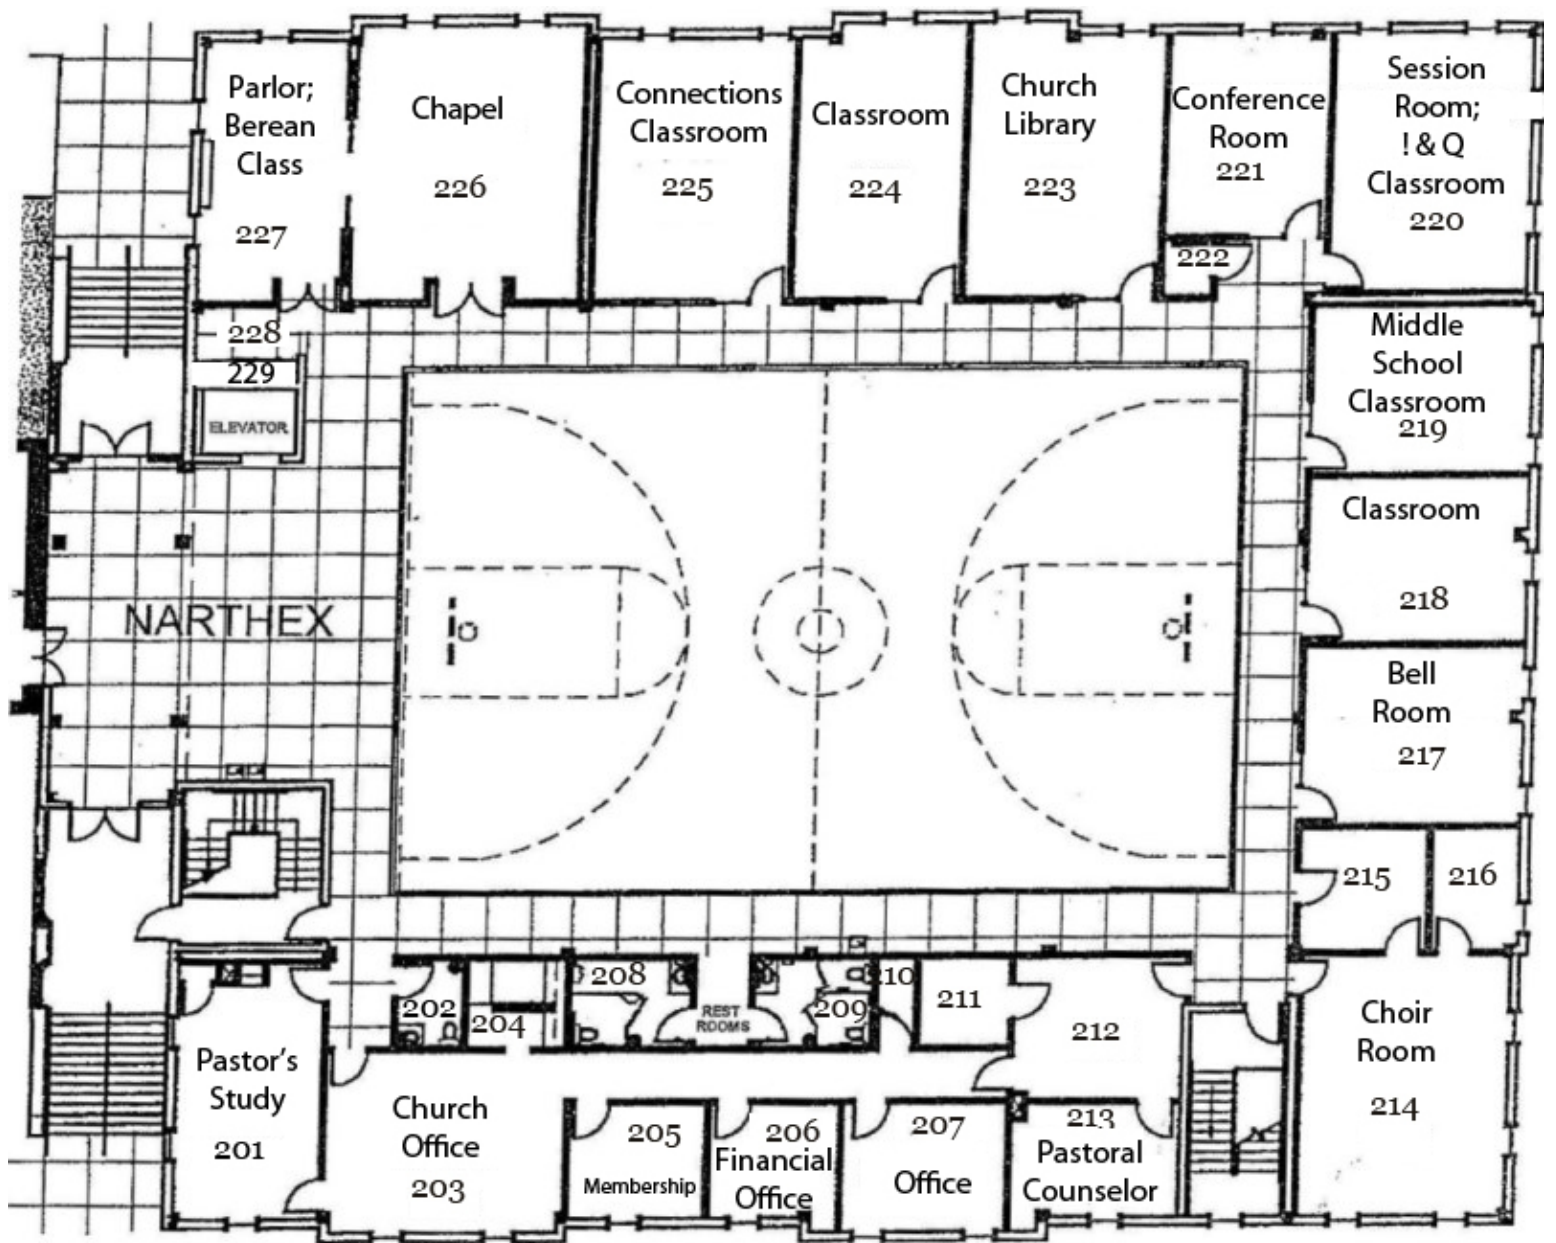 Parlor;
Berean
Class
227
Chapel
226
Connections
Classroom
225
Classroom
224
Church
Library
223
Conference
Room
221
222
Session
Room;
! & Q
Classroom
220
228
229
ELEVATOR
Middle
School
Classroom
219
Classroom
218
NARTHEX
Bell
Room
217
215
216
202
204
208
REST
ROOMS
209
210
211
212
Choir
Room
214
Pastor's
Study
201
Church
Office
203
205
Membership
206
Financial
Office
207
Office
213
Pastoral
Counselor